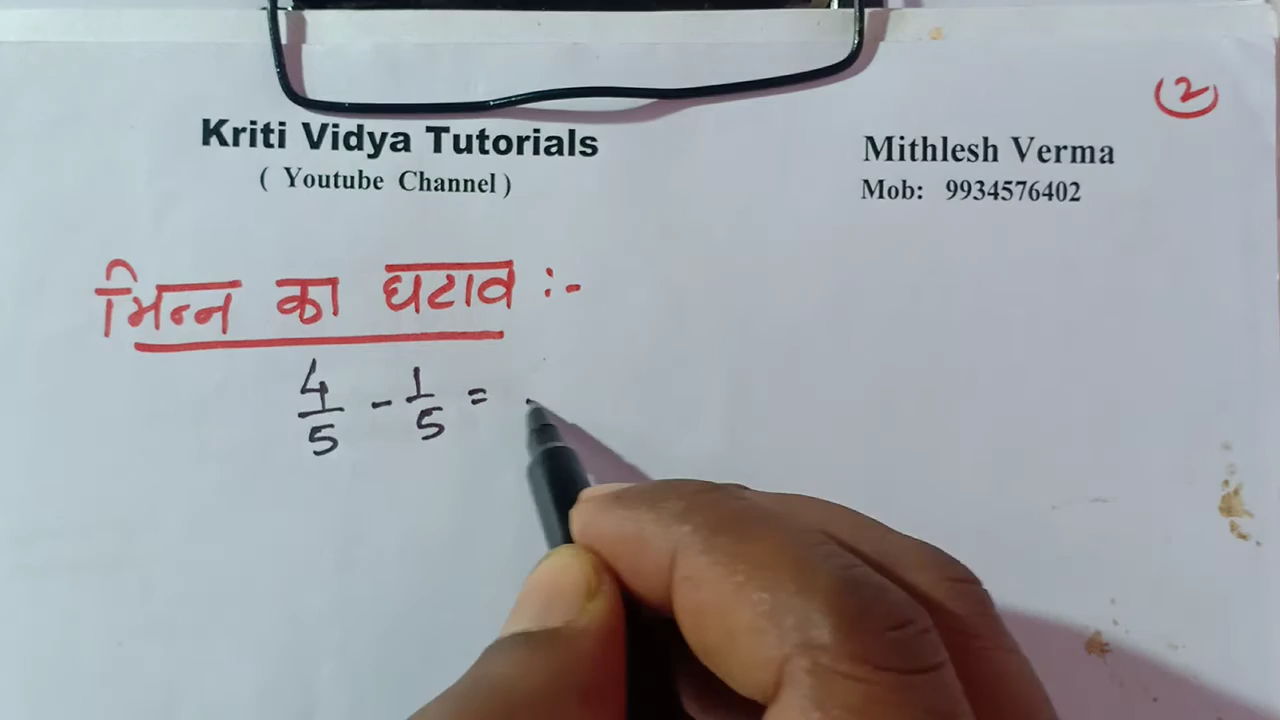 (2)
Kriti Vidya Tutorials
( Youtube Channel )
Mithlesh Verma
Mob: 9934576402
भिन्न का घटाव :-
4/5 - 1/5 =